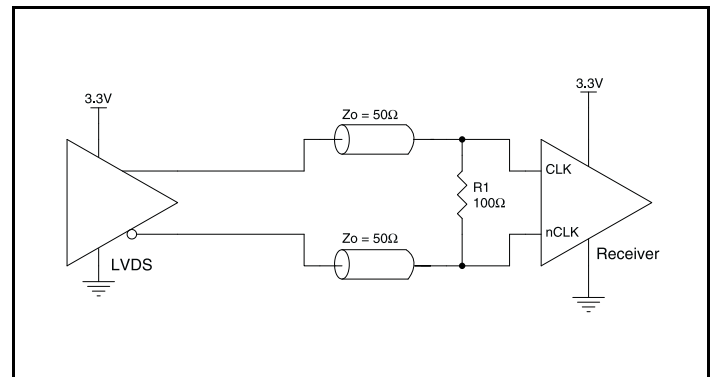 3.3V
3.3V
Zo = 50Ω
CLK
R1
100Ω
nCLK
Zo = 50Ω
Receiver
LVDS